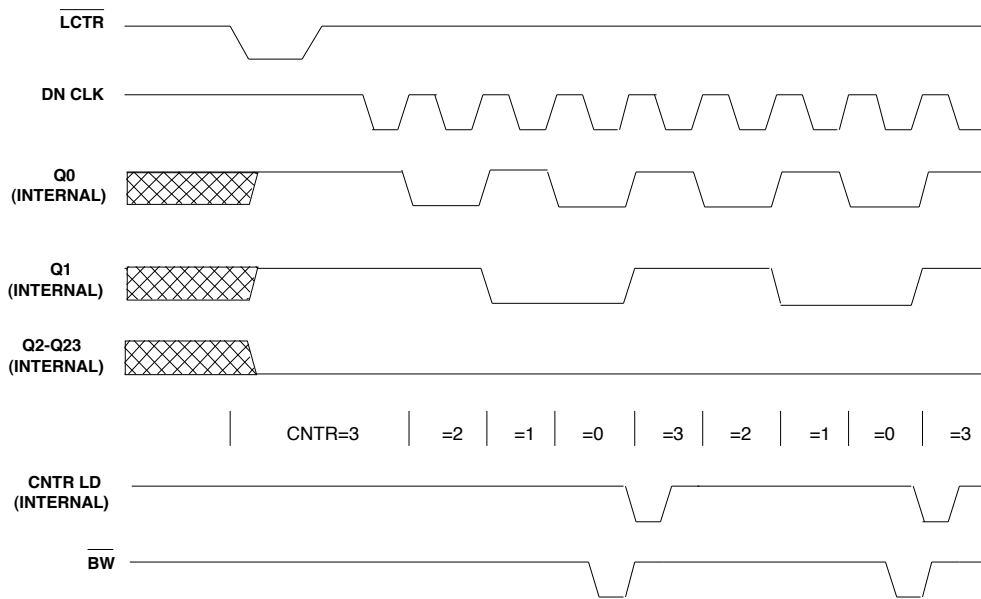 LCTR
DN CLK
Q0
(INTERNAL)
Q1
(INTERNAL)
Q2-Q23
(INTERNAL)
CNTR=3 =2 =1 =0 =3 =2 =1 =0 =3
CNTR LD
(INTERNAL)
BW